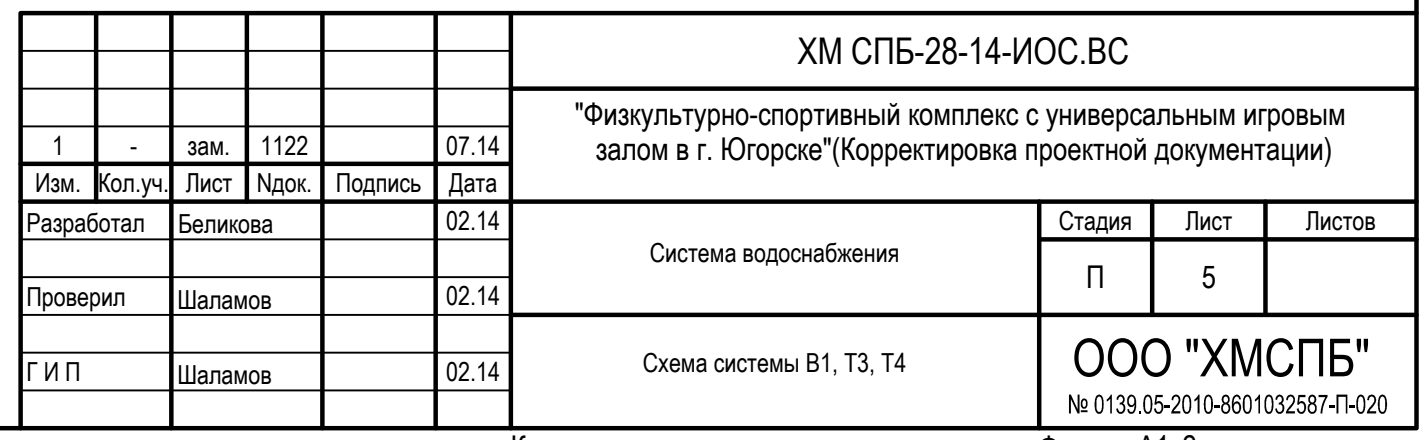 ХМ СПБ-28-14-ИОС.ВС
"Физкультурно-спортивный комплекс с универсальным игровым
залом в г. Югорске"(Корректировка проектной документации)
1 - зам. 1122 07.14
Изм. Кол.уч. Лист Nдок. Подпись Дата
Разработал Беликова 02.14
Проверил Шаламов 02.14
Г И П Шаламов 02.14
Система водоснабжения
Стадия Лист Листов
П 5
Схема системы В1, Т3, Т4
ООО "ХМСПБ"
№ 0139.05-2010-8601032587-П-020